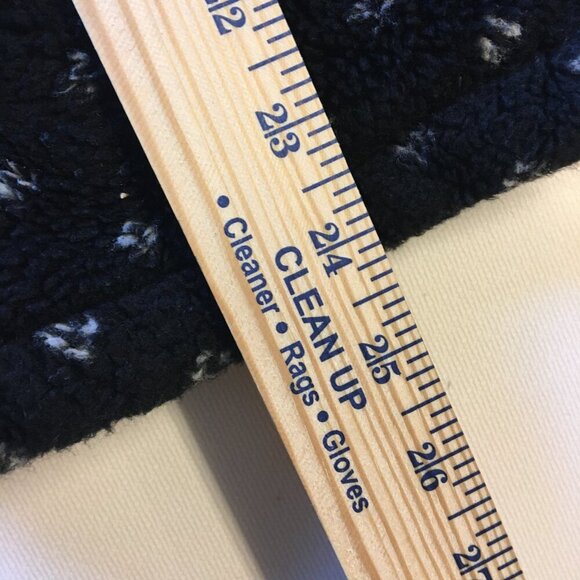 22
23
24
25
26
CLEAN UP
• Cleaner • Rags • Gloves